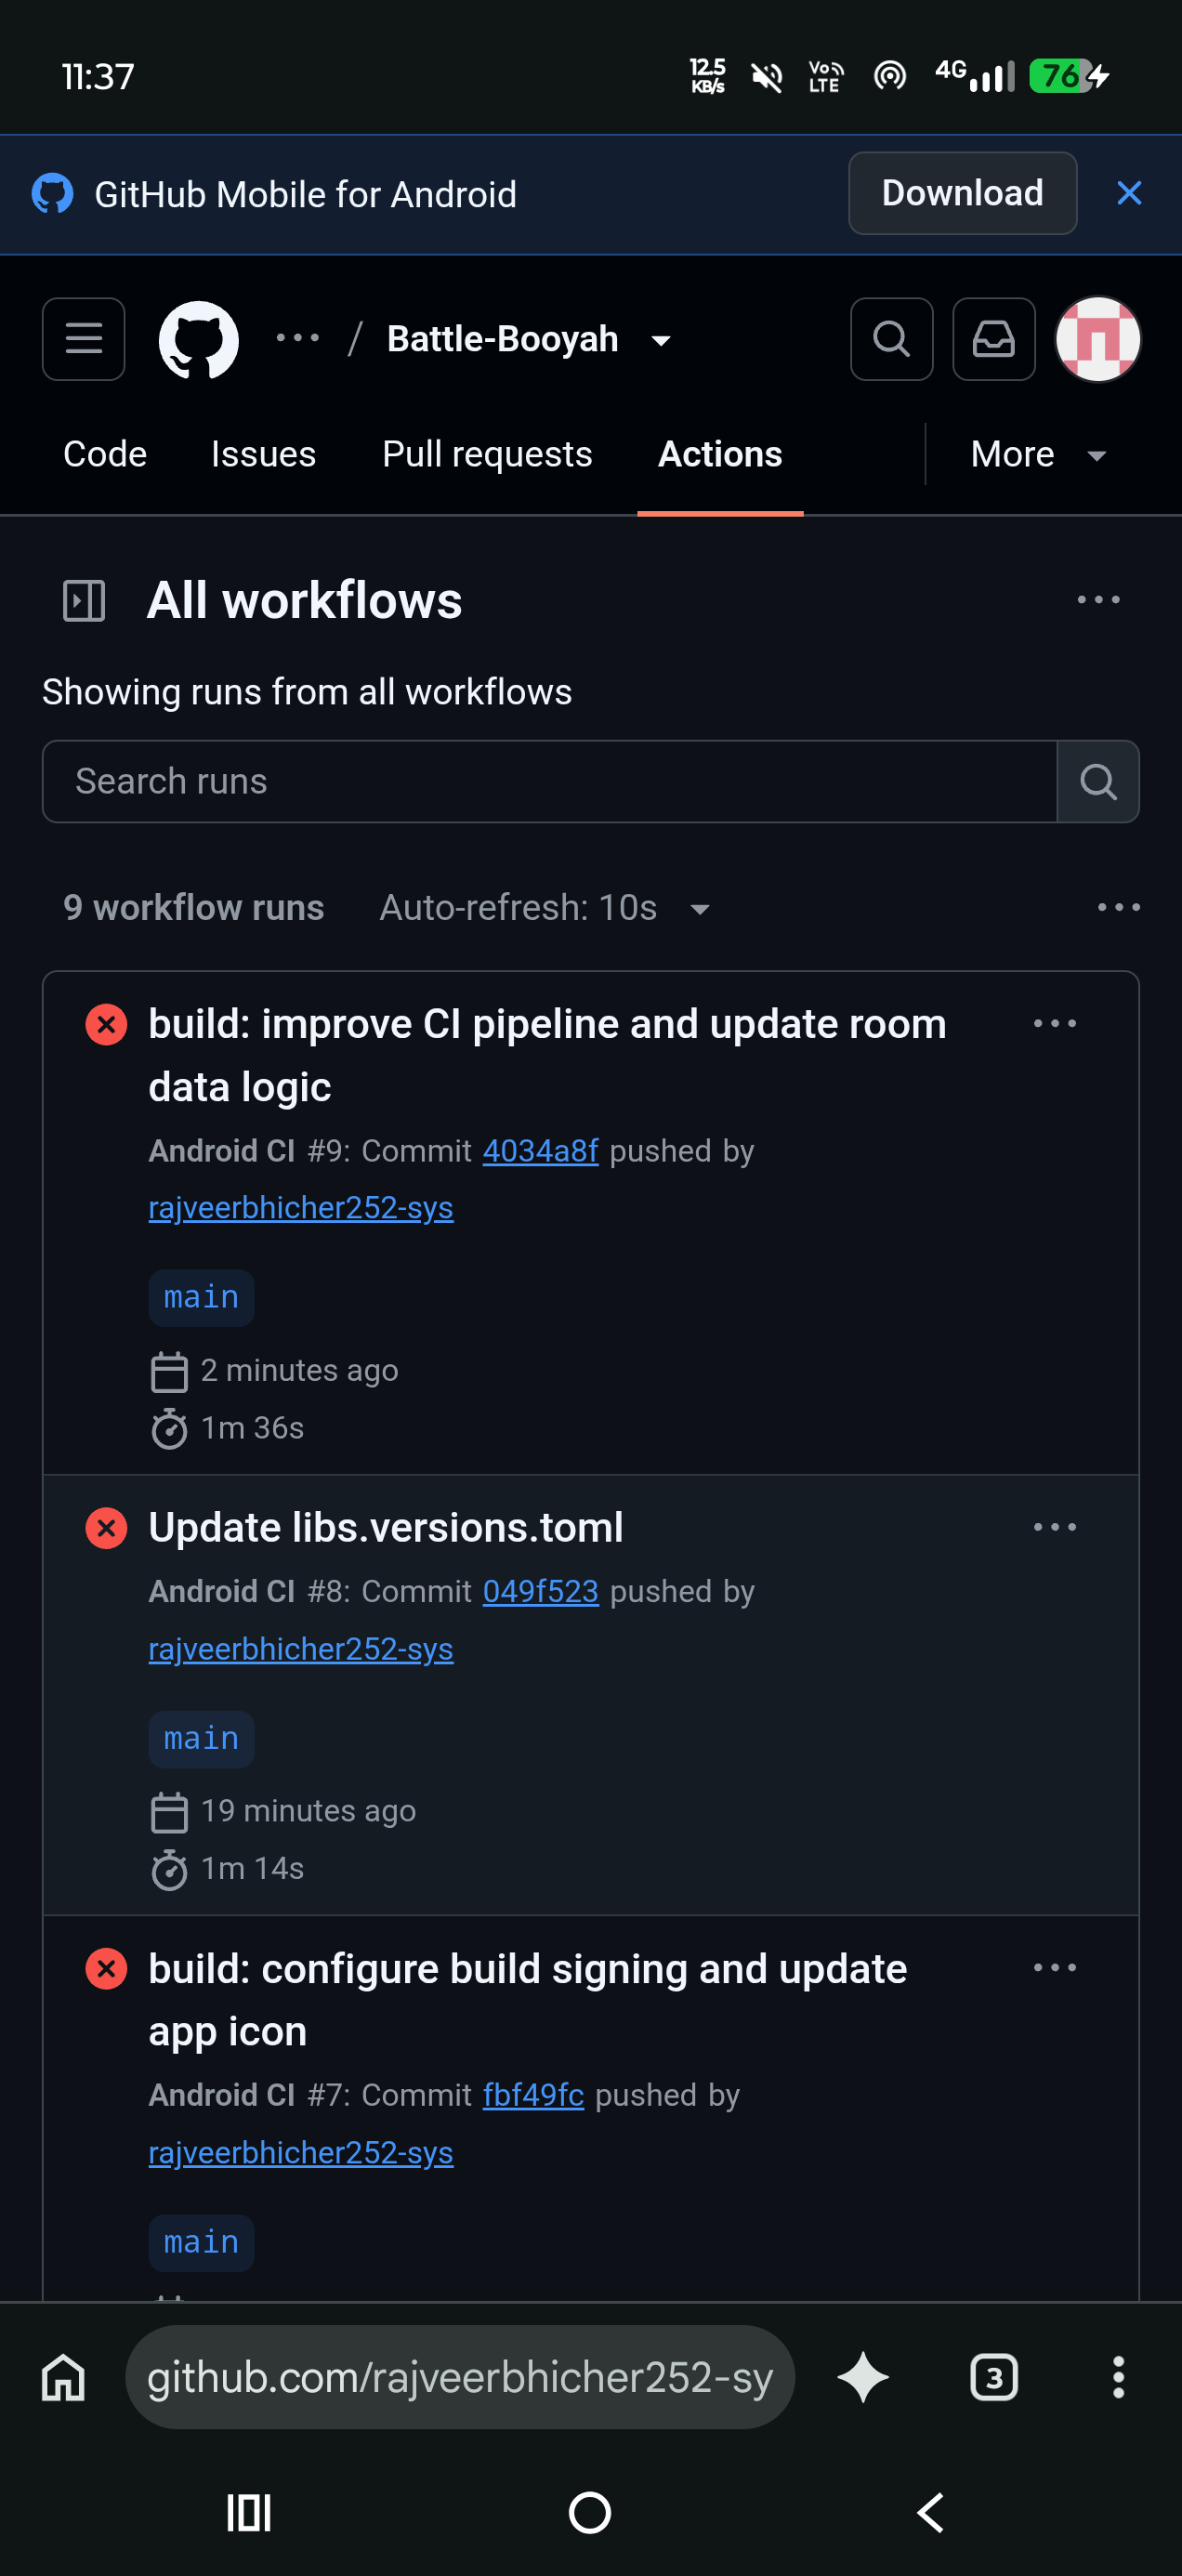 11:37
12.5 KB/s
Vo LTE
4G
76
GitHub Mobile for Android
Download
... / Battle-Booyah
Code
Issues
Pull requests
Actions
More
All workflows
Showing runs from all workflows
Search runs
9 workflow runs
Auto-refresh: 10s
build: improve CI pipeline and update room
data logic
Android CI #9: Commit 4034a8f pushed by
rajveerbhicher252-sys
main
2 minutes ago
1m 36s
Update libs.versions.toml
Android CI #8: Commit 049f523 pushed by
rajveerbhicher252-sys
main
19 minutes ago
1m 14s
build: configure build signing and update
app icon
Android CI #7: Commit fbf49fc pushed by
rajveerbhicher252-sys
main
github.com/rajveerbhicher252-sy
3